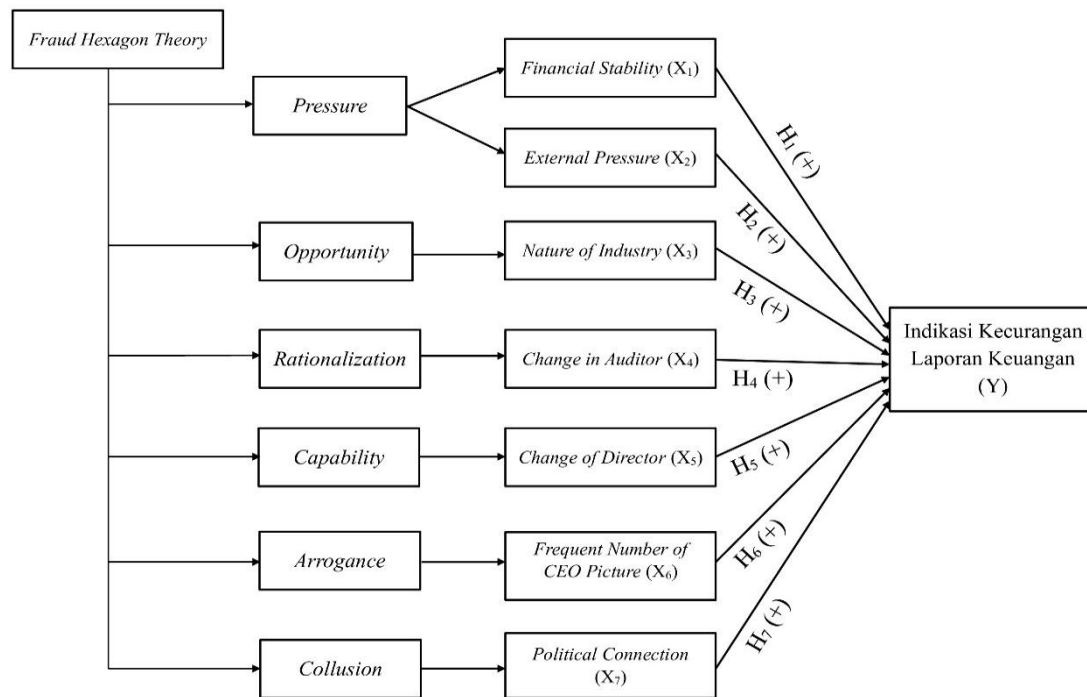 Fraud Hexagon Theory
Pressure
Financial Stability (X₁)
External Pressure (X₂)
Opportunity
Nature of Industry (X₃)
Rationalization
Change in Auditor (X₄)
Capability
Change of Director (X₅)
Arrogance
Frequent Number of
CEO Picture (X₆)
Collusion
Political Connection
(X₇)
H₁ (+)
H₂ (+)
H₃ (+)
H₄ (+)
H₅ (+)
H₆ (+)
H₇ (+)
Indikasi Kecurangan
Laporan Keuangan
(Y)